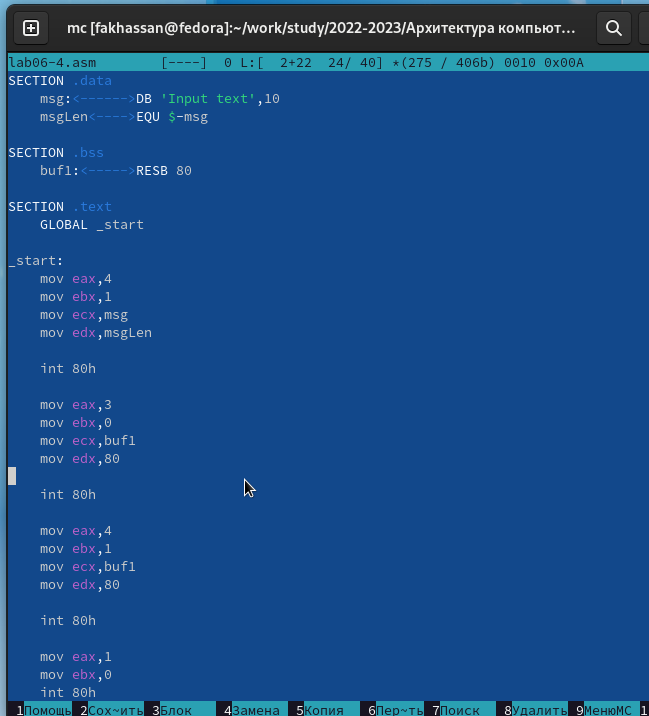 mc [fakhassan@fedora]:~/work/study/2022-2023/Архитектура компьют…
lab06-4.asm [----] 0 L:[ 2+22 24/ 40] *(275 / 406b) 0010 0x00A
SECTION .data
msg:<------>DB 'Input text',10
msgLen<---->EQU $-msg
SECTION .bss
buf1:<----->RESB 80
SECTION .text
GLOBAL _start
_start:
mov eax,4
mov ebx,1
mov ecx,msg
mov edx,msgLen
int 80h
mov eax,3
mov ebx,0
mov ecx,buf1
mov edx,80
int 80h
mov eax,4
mov ebx,1
mov ecx,buf1
mov edx,80
int 80h
mov eax,1
mov ebx,0
int 80h
1Помощь 2Сох~ить 3Блок 4Замена 5Копия 6Пер~ть 7Поиск 8Удалить 9МенюMC 1